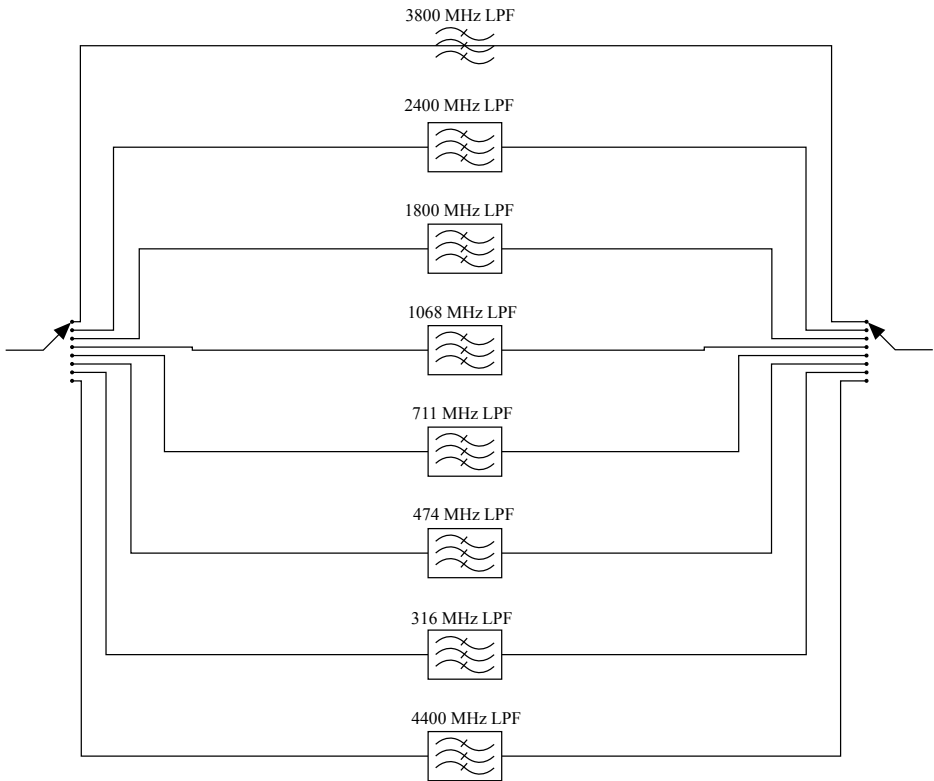 3800 MHz LPF
2400 MHz LPF
1800 MHz LPF
1068 MHz LPF
711 MHz LPF
474 MHz LPF
316 MHz LPF
4400 MHz LPF